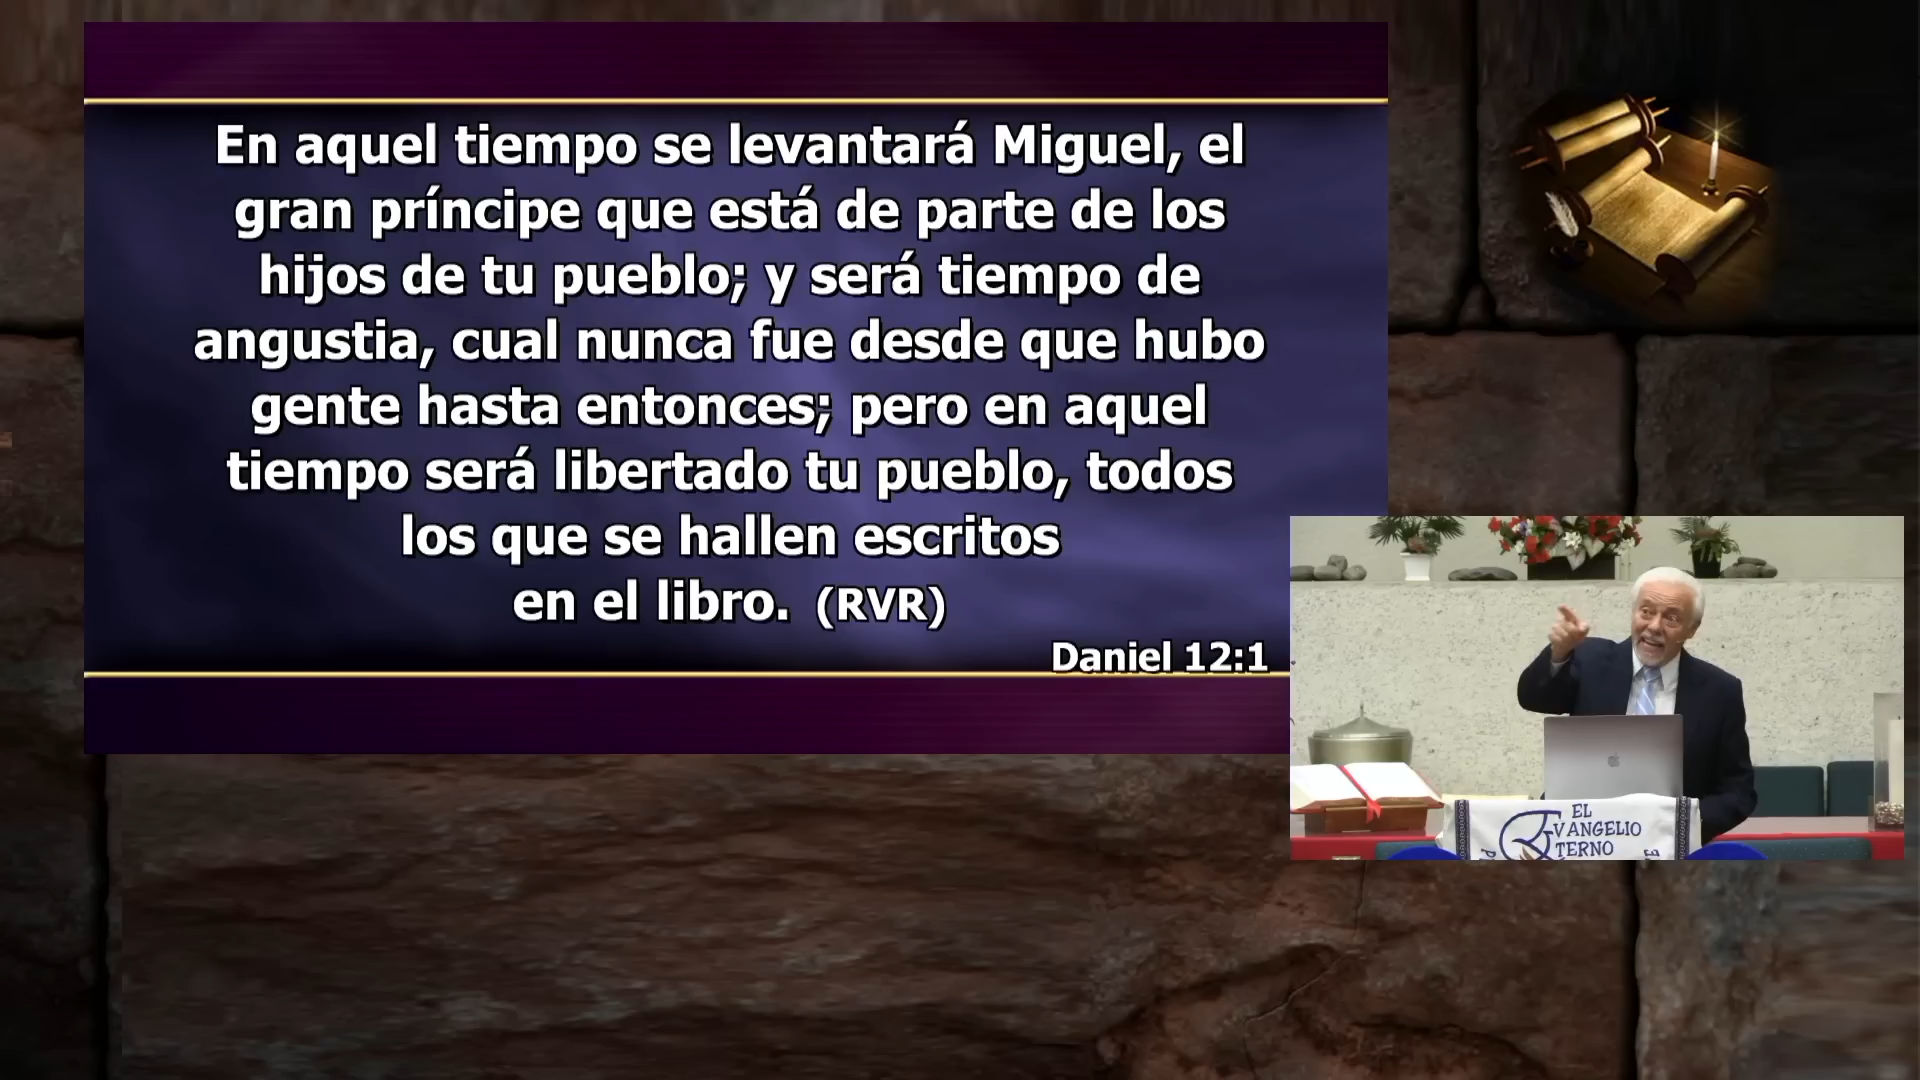 En aquel tiempo se levantará Miguel, el
gran príncipe que está de parte de los
hijos de tu pueblo; y será tiempo de
angustia, cual nunca fue desde que hubo
gente hasta entonces; pero en aquel
tiempo será libertado tu pueblo, todos
los que se hallen escritos
en el libro. (RVR)
Daniel 12:1
EL
EVANGELIO
ETERNO